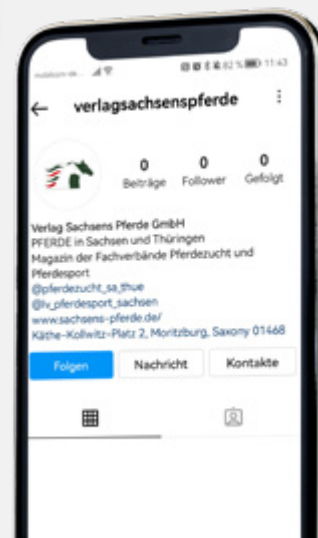 82 % 11:43
verlagsachsenspferde
0 0 0
Beiträge Follower Gefolgt
Verlag Sachsens Pferde GmbH
PFERDE in Sachsen und Thüringen
Magazin der Fachverbände Pferdezucht und
Pferdesport
@pferdezucht_sa_thue
@lv_pferdesport_sachsen
www.sachsens-pferde.de/
Käthe-Kollwitz-Platz 2, Moritzburg, Saxony 01468
Folgen Nachricht Kontakte